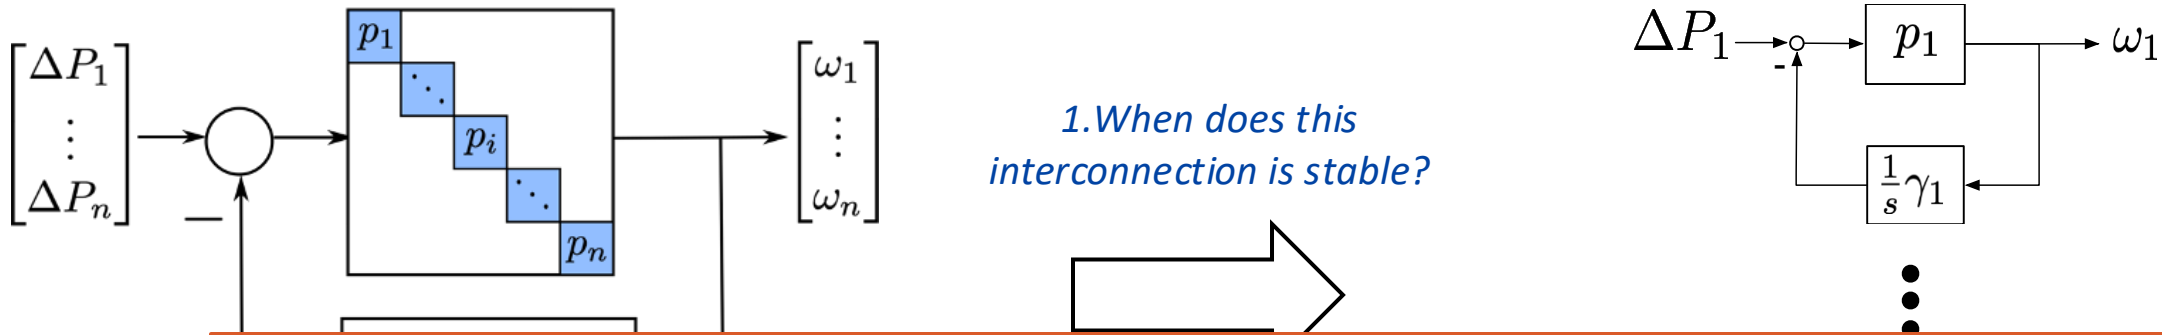 ΔP₁
⋮
ΔPₙ
−
p₁
⋱
pᵢ
⋱
pₙ
ω₁
⋮
ωₙ
1.When does this
interconnection is stable?
ΔP₁
-
p₁
ω₁
1/s γ₁